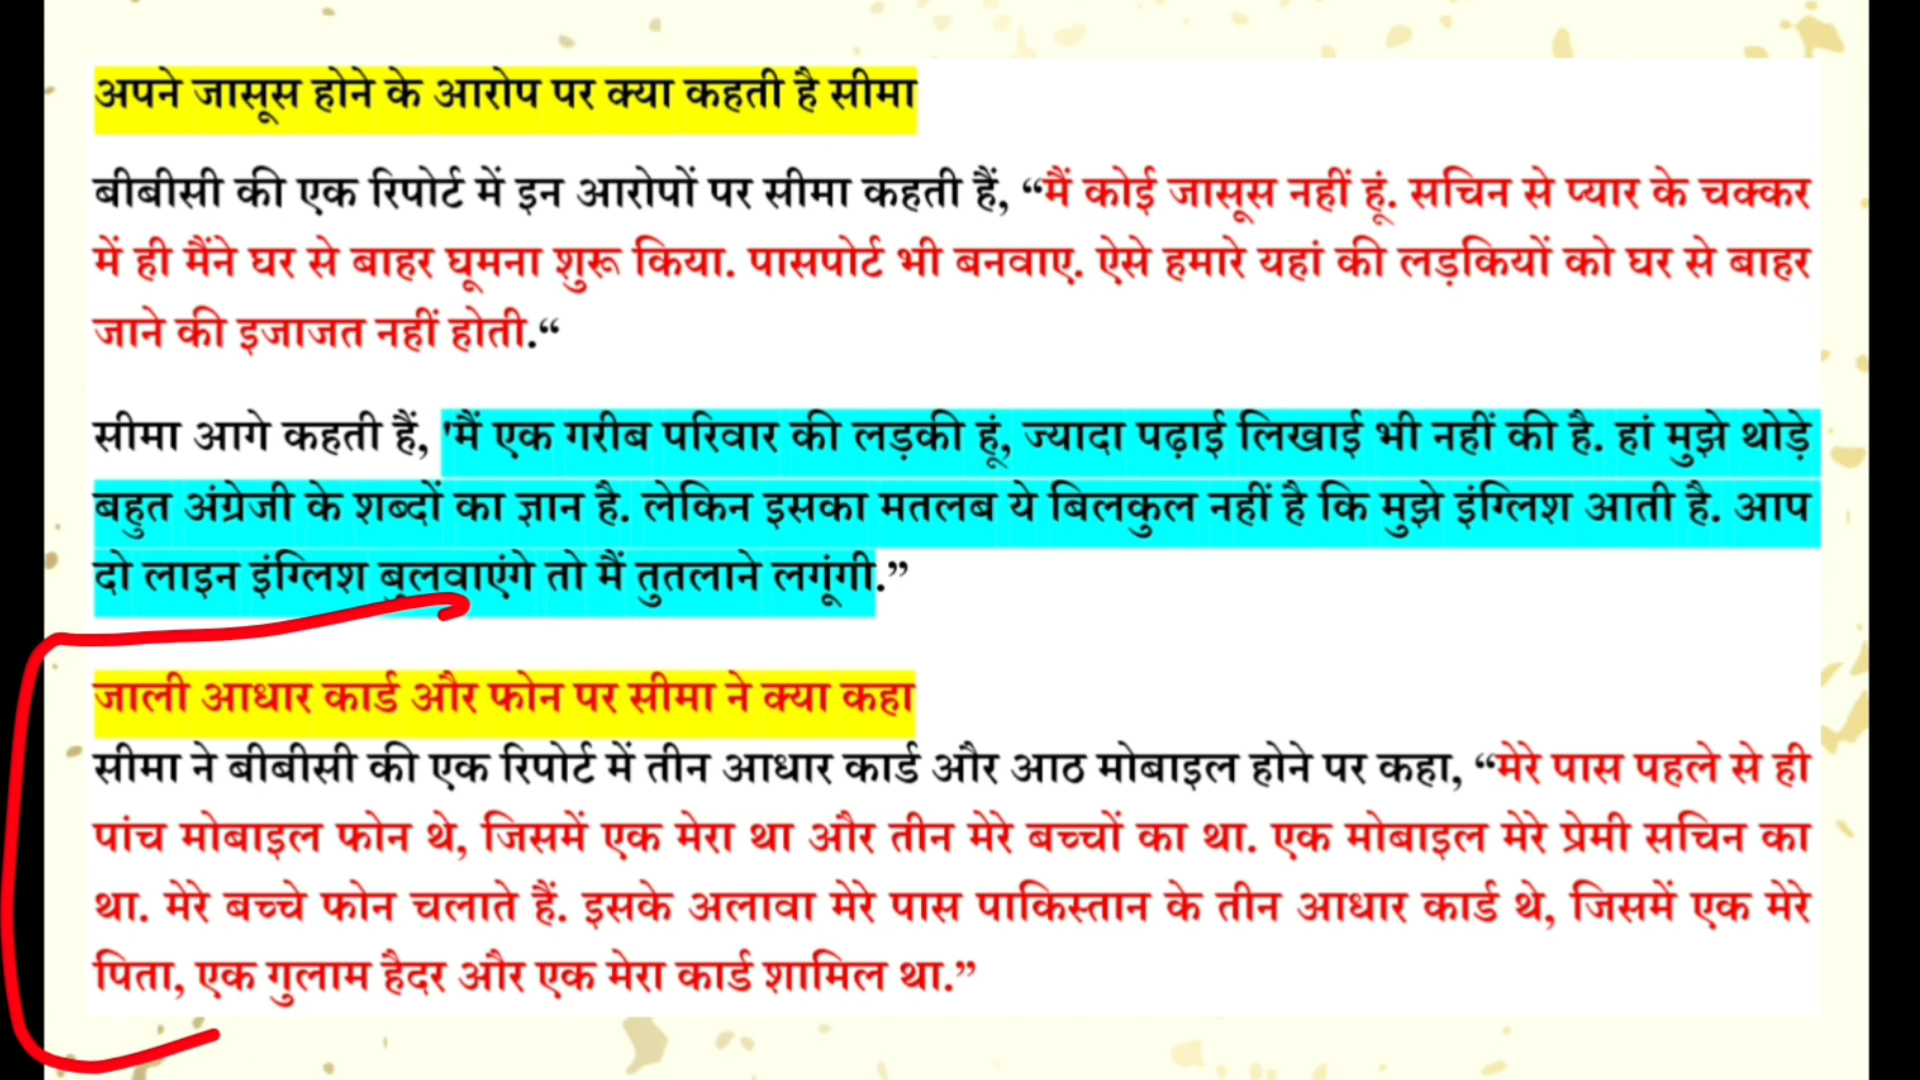 अपने जासूस होने के आरोप पर क्या कहती है सीमा
बीबीसी की एक रिपोर्ट में इन आरोपों पर सीमा कहती हैं, “मैं कोई जासूस नहीं हूं. सचिन से प्यार के चक्कर
में ही मैंने घर से बाहर घूमना शुरू किया. पासपोर्ट भी बनवाए. ऐसे हमारे यहां की लड़कियों को घर से बाहर
जाने की इजाजत नहीं होती.“
सीमा आगे कहती हैं, 'मैं एक गरीब परिवार की लड़की हूं, ज्यादा पढ़ाई लिखाई भी नहीं की है. हां मुझे थोड़े
बहुत अंग्रेजी के शब्दों का ज्ञान है. लेकिन इसका मतलब ये बिलकुल नहीं है कि मुझे इंग्लिश आती है. आप
दो लाइन इंग्लिश बुलवाएंगे तो मैं तुतलाने लगूंगी.”
जाली आधार कार्ड और फोन पर सीमा ने क्या कहा
सीमा ने बीबीसी की एक रिपोर्ट में तीन आधार कार्ड और आठ मोबाइल होने पर कहा, “मेरे पास पहले से ही
पांच मोबाइल फोन थे, जिसमें एक मेरा था और तीन मेरे बच्चों का था. एक मोबाइल मेरे प्रेमी सचिन का
था. मेरे बच्चे फोन चलाते हैं. इसके अलावा मेरे पास पाकिस्तान के तीन आधार कार्ड थे, जिसमें एक मेरे
पिता, एक गुलाम हैदर और एक मेरा कार्ड शामिल था.”